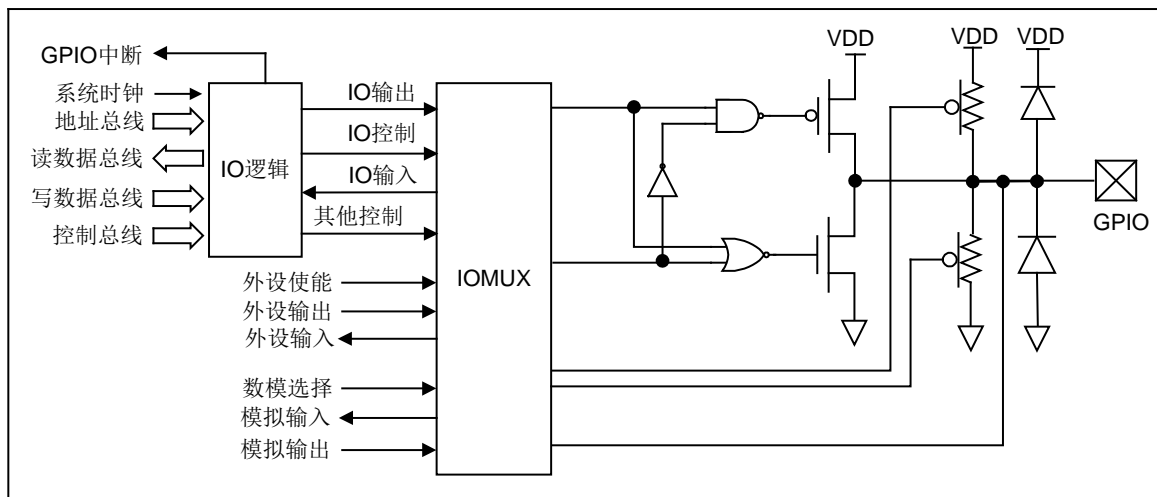 GPIO中断
系统时钟
地址总线
读数据总线
写数据总线
控制总线
IO逻辑
IO输出
IO控制
IO输入
其他控制
外设使能
外设输出
外设输入
数模选择
模拟输入
模拟输出
IOMUX
VDD
VDD
VDD
GPIO